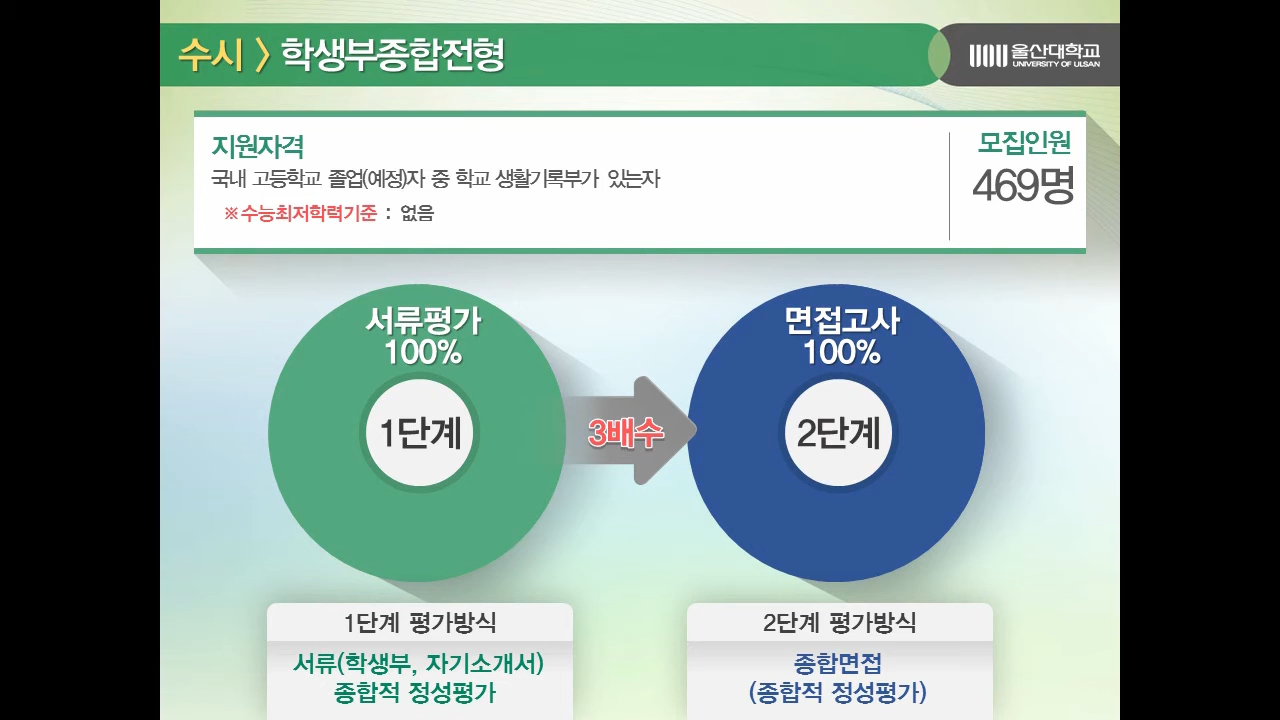 수시 > 학생부종합전형
울산대학교
UNIVERSITY OF ULSAN
지원자격
국내 고등학교 졸업(예정)자 중 학교 생활기록부가 있는자
※수능최저학력기준 : 없음
모집인원
469명
서류평가
100%
1단계
3배수
면접고사
100%
2단계
1단계 평가방식
서류(학생부, 자기소개서)
종합적 정성평가
2단계 평가방식
종합면접
(종합적 정성평가)